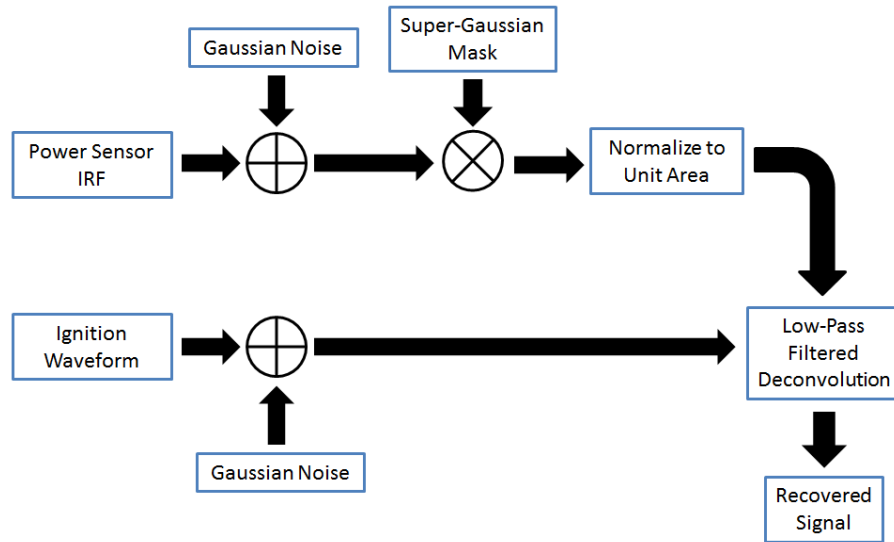 Gaussian Noise
Super-Gaussian
Mask
Power Sensor
IRF
Normalize to
Unit Area
Ignition
Waveform
Low-Pass
Filtered
Deconvolution
Gaussian Noise
Recovered
Signal